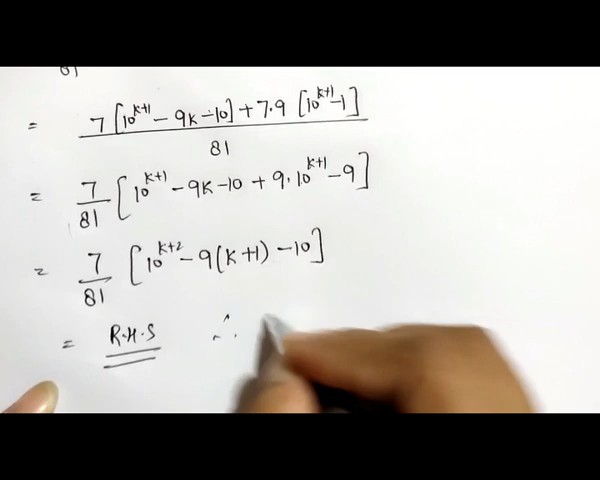 81
= 7[10^{k+1} - 9k - 10] + 7.9 [10^{k+1} - 1] / 81
= 7/81 [10^{k+1} - 9k - 10 + 9.10^{k+1} - 9]
= 7/81 [10^{k+2} - 9(k+1) - 10]
= R.H.S ∴